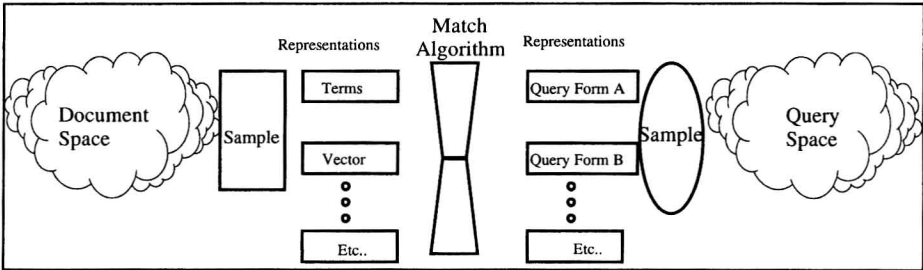 Match
Algorithm
Representations
Representations
Document
Space
Sample
Terms
Vector
Etc..
Query Form A
Query Form B
Etc..
Sample
Query
Space